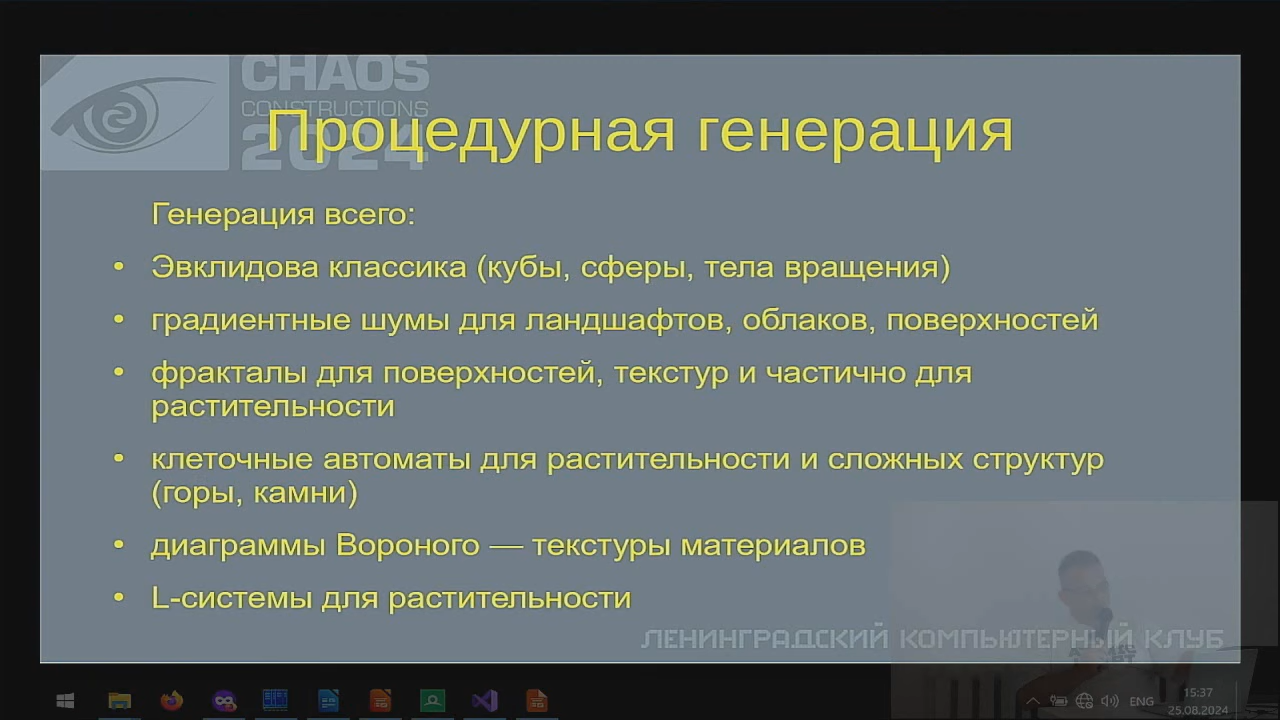 CHAOS
CONSTRUCTIONS
2024
Процедурная генерация
Генерация всего:
• Эвклидова классика (кубы, сферы, тела вращения)
• градиентные шумы для ландшафтов, облаков, поверхностей
• фракталы для поверхностей, текстур и частично для
растительности
• клеточные автоматы для растительности и сложных структур
(горы, камни)
• диаграммы Вороного — текстуры материалов
• L-системы для растительности
ЛЕНИНГРАДСКИЙ КОМПЬЮТЕРНЫЙ КЛУБ
ENG
15:37
25.08.2024